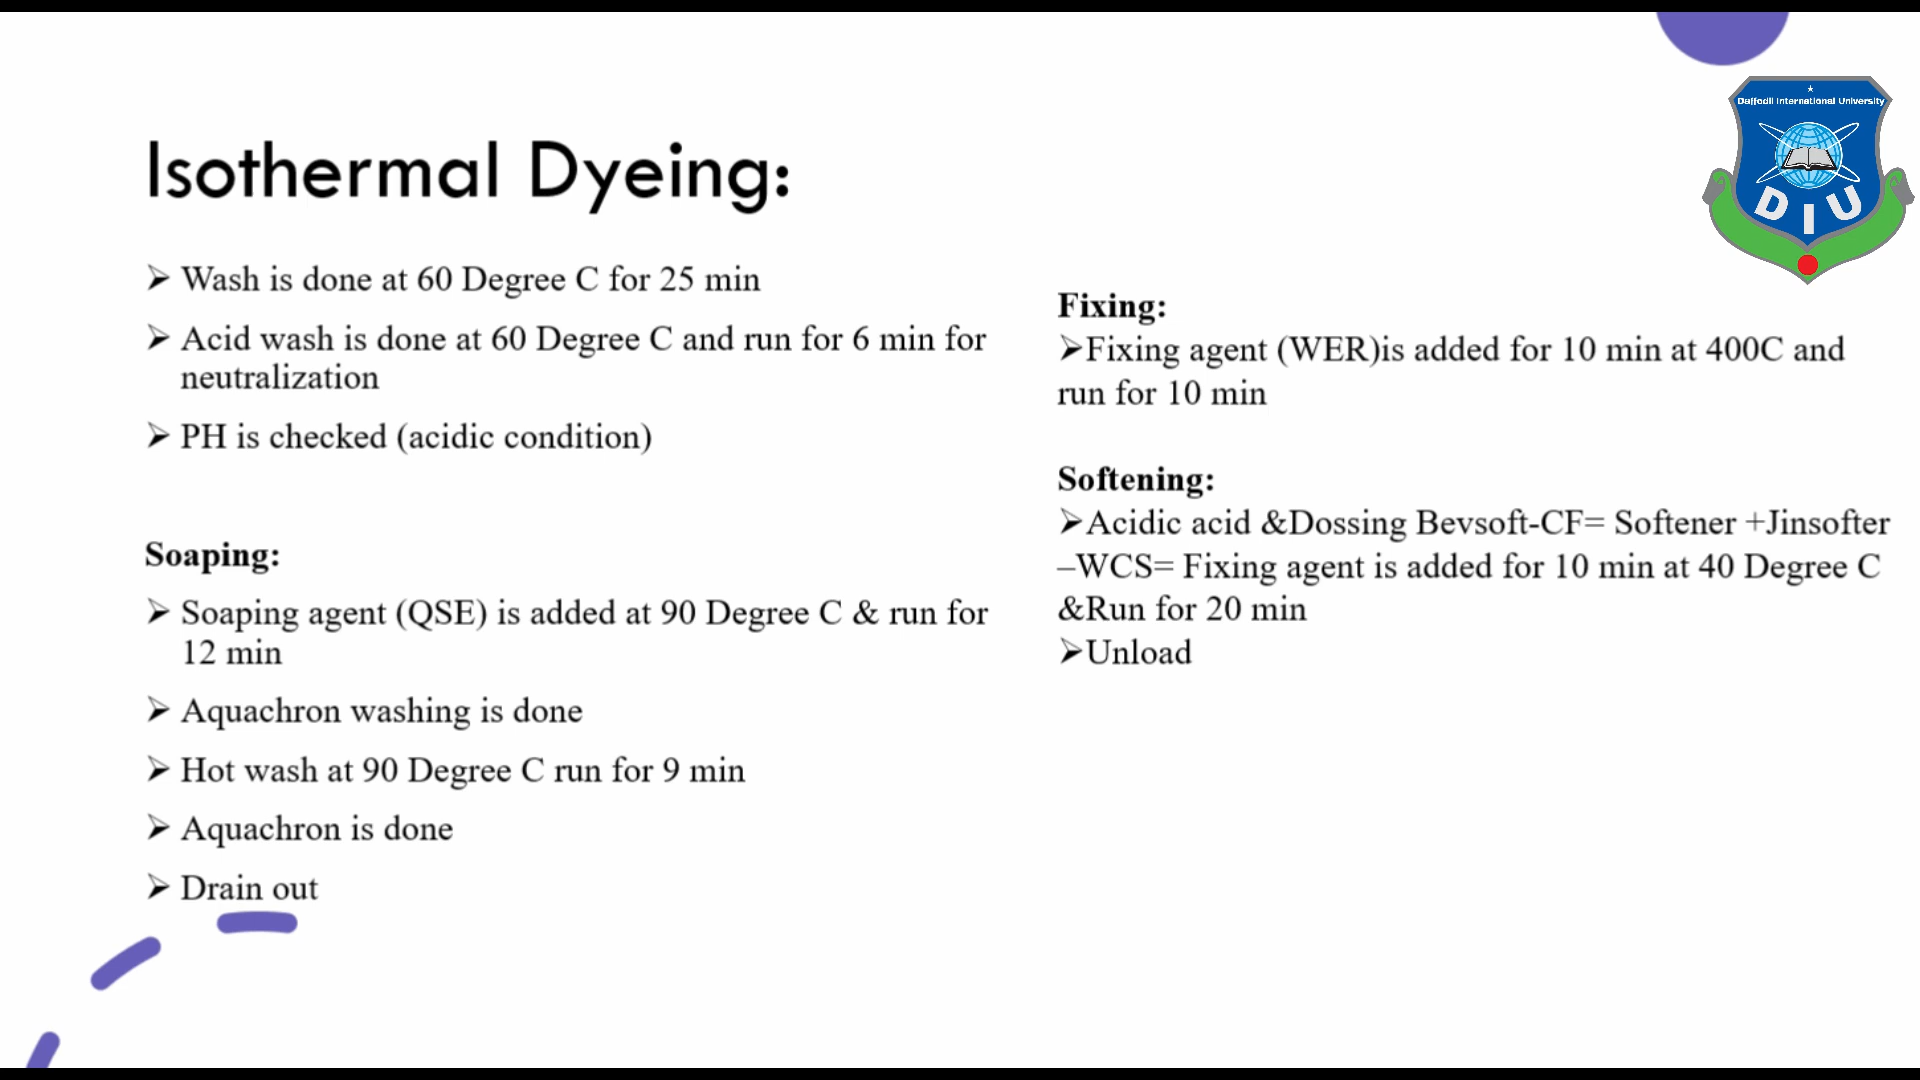 Isothermal Dyeing:
➢ Wash is done at 60 Degree C for 25 min
➢ Acid wash is done at 60 Degree C and run for 6 min for
neutralization
➢ PH is checked (acidic condition)
Soaping:
➢ Soaping agent (QSE) is added at 90 Degree C & run for
12 min
➢ Aquachron washing is done
➢ Hot wash at 90 Degree C run for 9 min
➢ Aquachron is done
➢ Drain out
Daffodil International University
D I U
Fixing:
➢Fixing agent (WER)is added for 10 min at 400C and
run for 10 min
Softening:
➢Acidic acid &Dossing Bevsoft-CF= Softener +Jinsofter
–WCS= Fixing agent is added for 10 min at 40 Degree C
&Run for 20 min
➢Unload